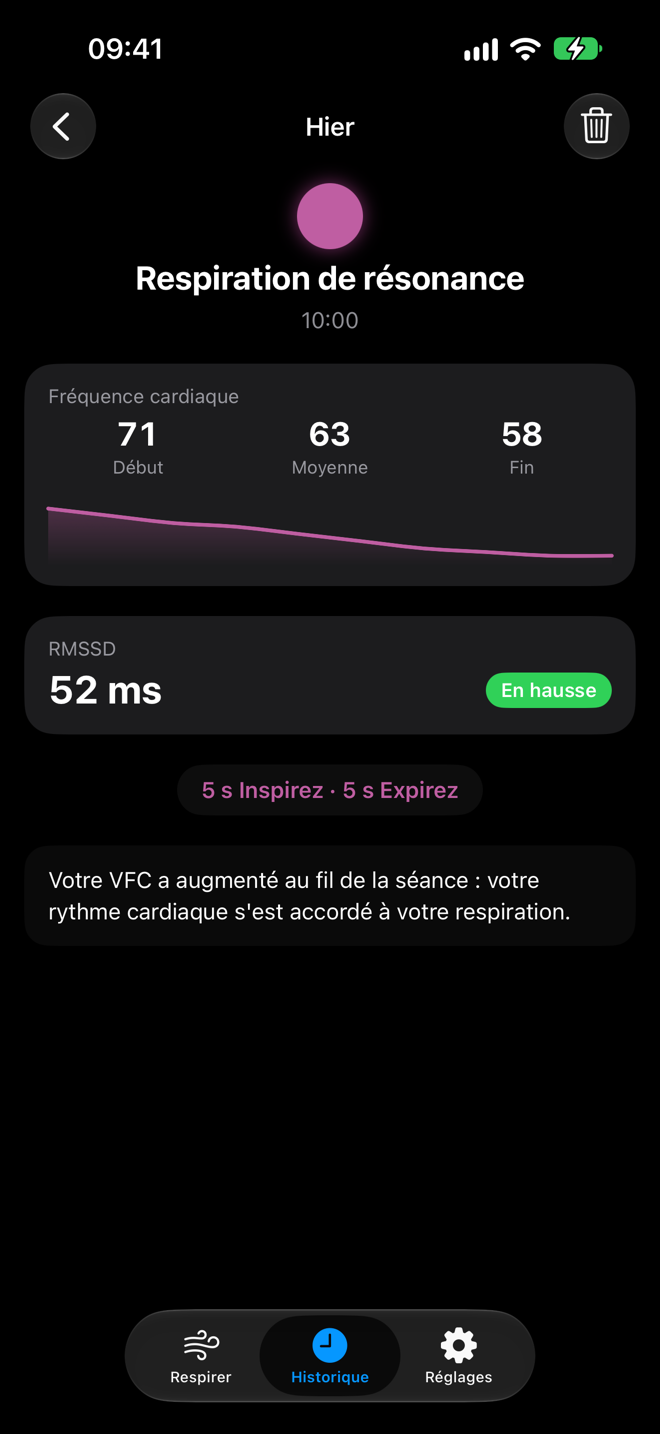 09:41
Hier
Respiration de résonance
10:00
Fréquence cardiaque
71 63 58
Début Moyenne Fin
RMSSD
52 ms
En hausse
5 s Inspirez · 5 s Expirez
Votre VFC a augmenté au fil de la séance : votre
rythme cardiaque s'est accordé à votre respiration.
Respirer Historique Réglages